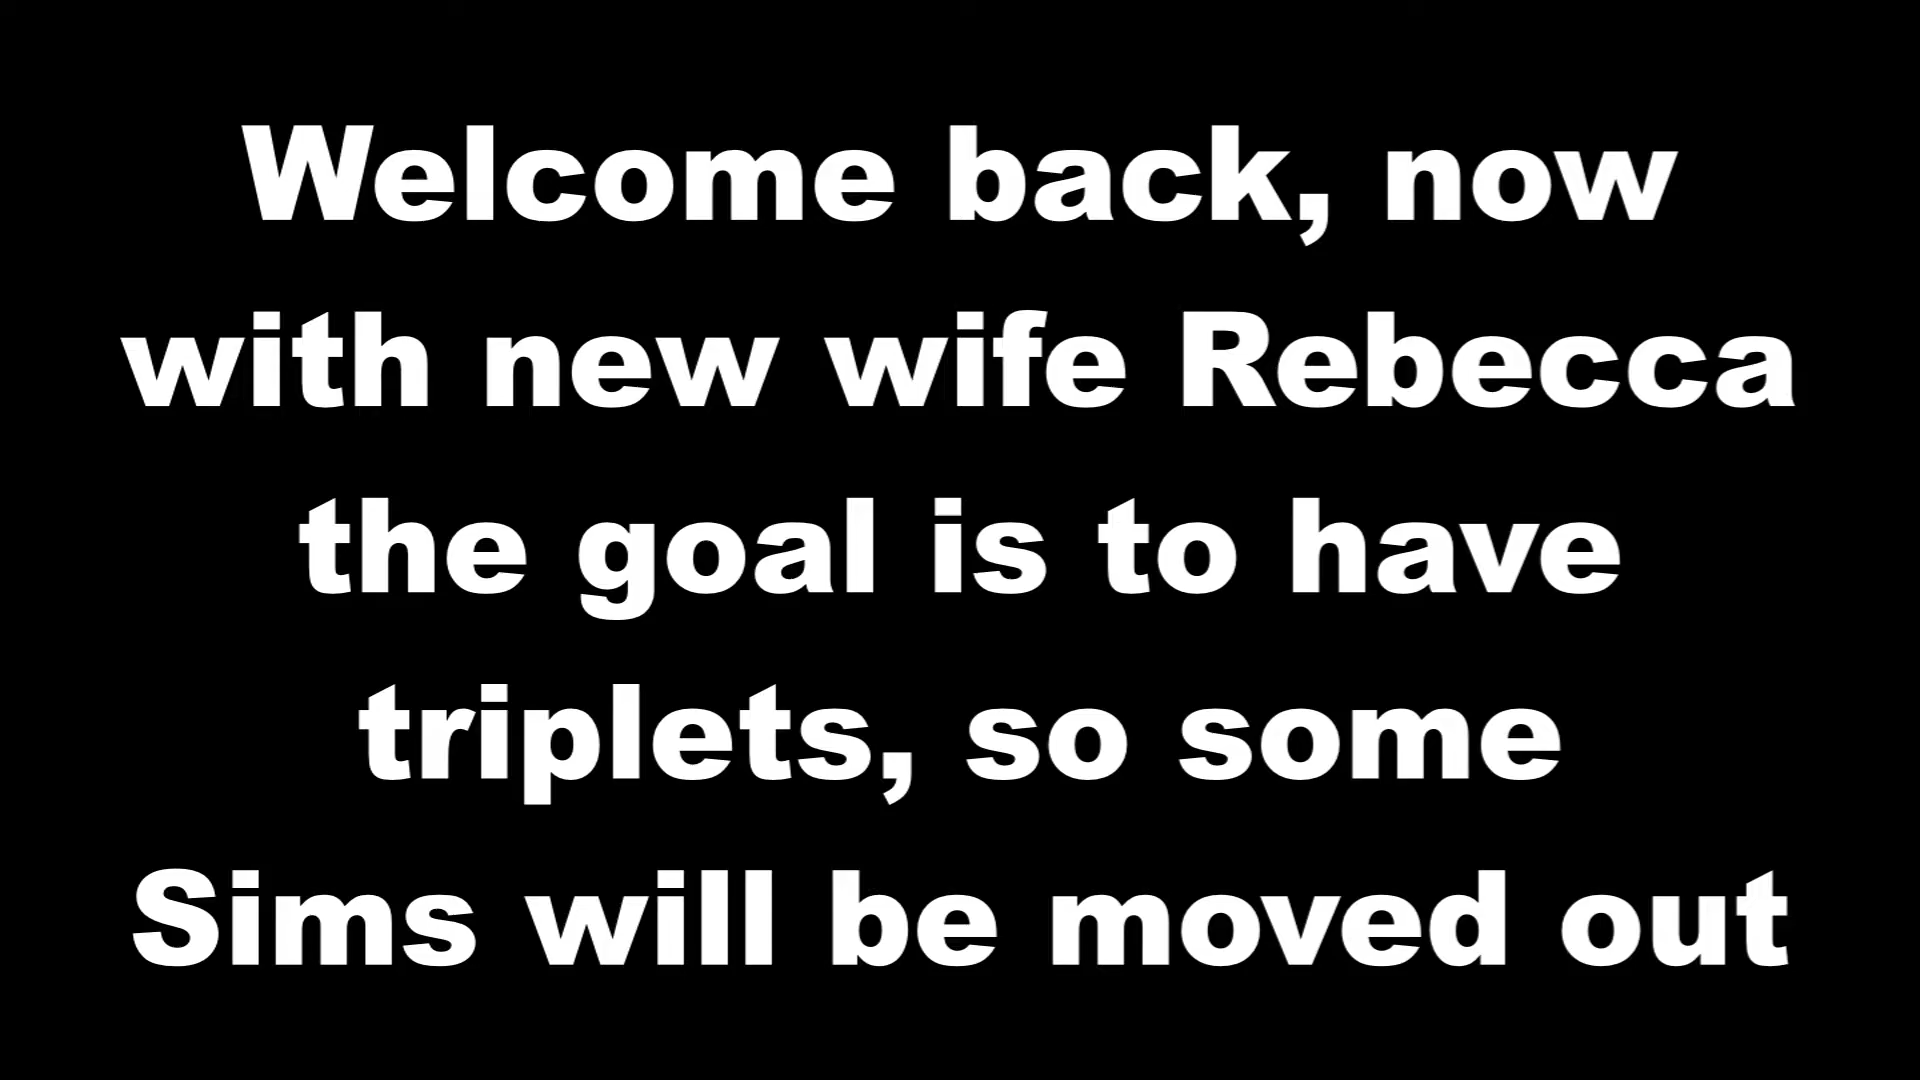 Welcome back, now
with new wife Rebecca
the goal is to have
triplets, so some
Sims will be moved out